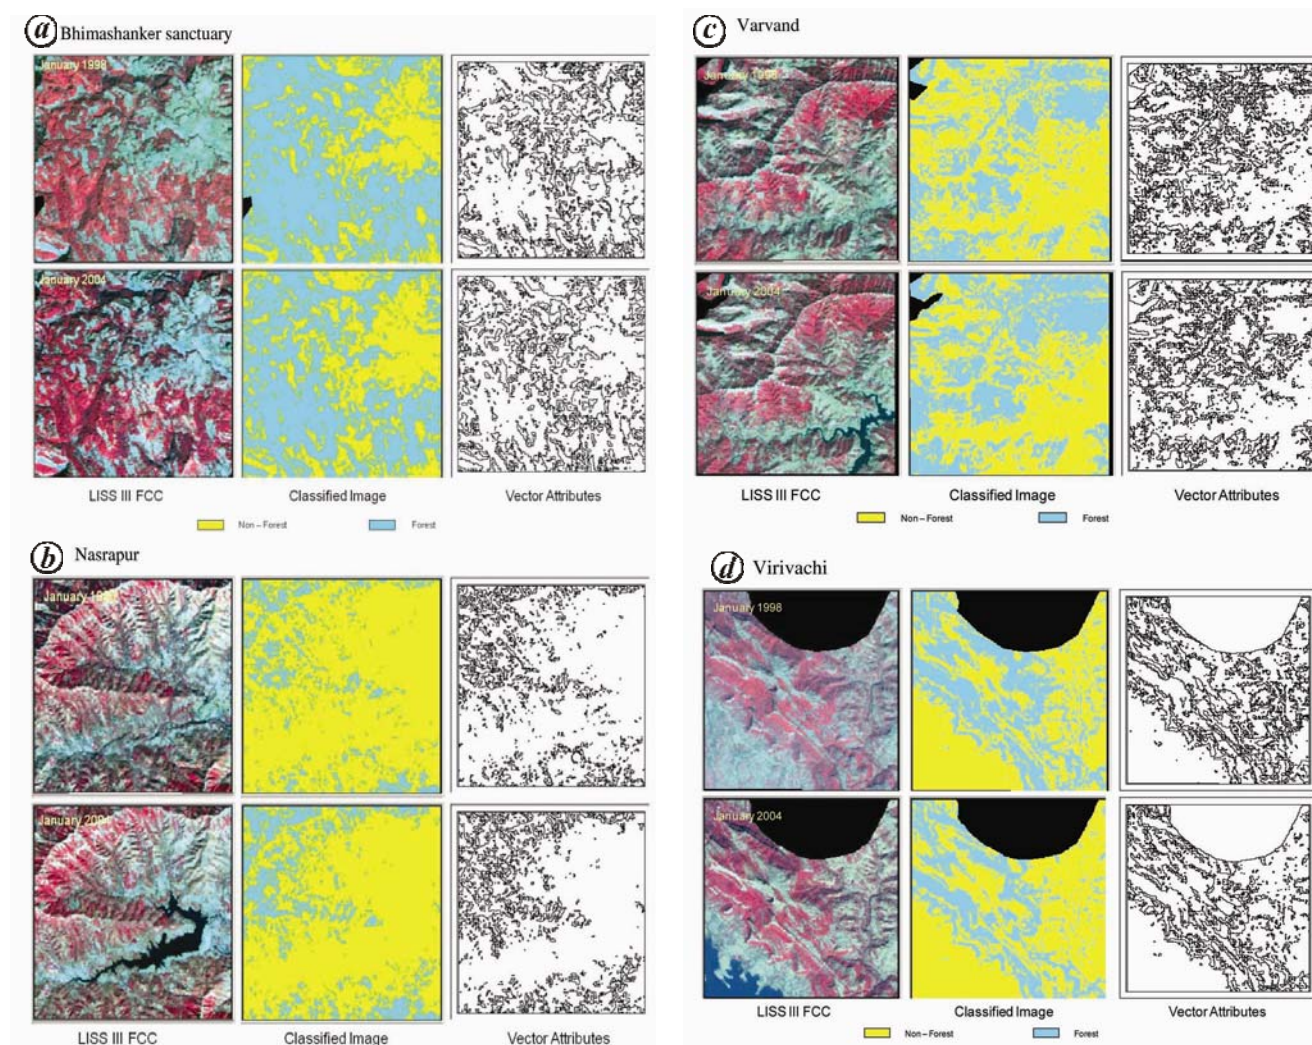 a Bhimashanker sanctuary
January 1998
January 2004
LISS III FCC Classified Image Vector Attributes
Non – Forest Forest
b Nasrapur
January
January 2004
LISS III FCC Classified Image Vector Attributes
c Varvand
January 1998
January 2004
LISS III FCC Classified Image Vector Attributes
Non – Forest Forest
d Virivachi
January 1998
January 2004
LISS III FCC Classified Image Vector Attributes
Non – Forest Forest